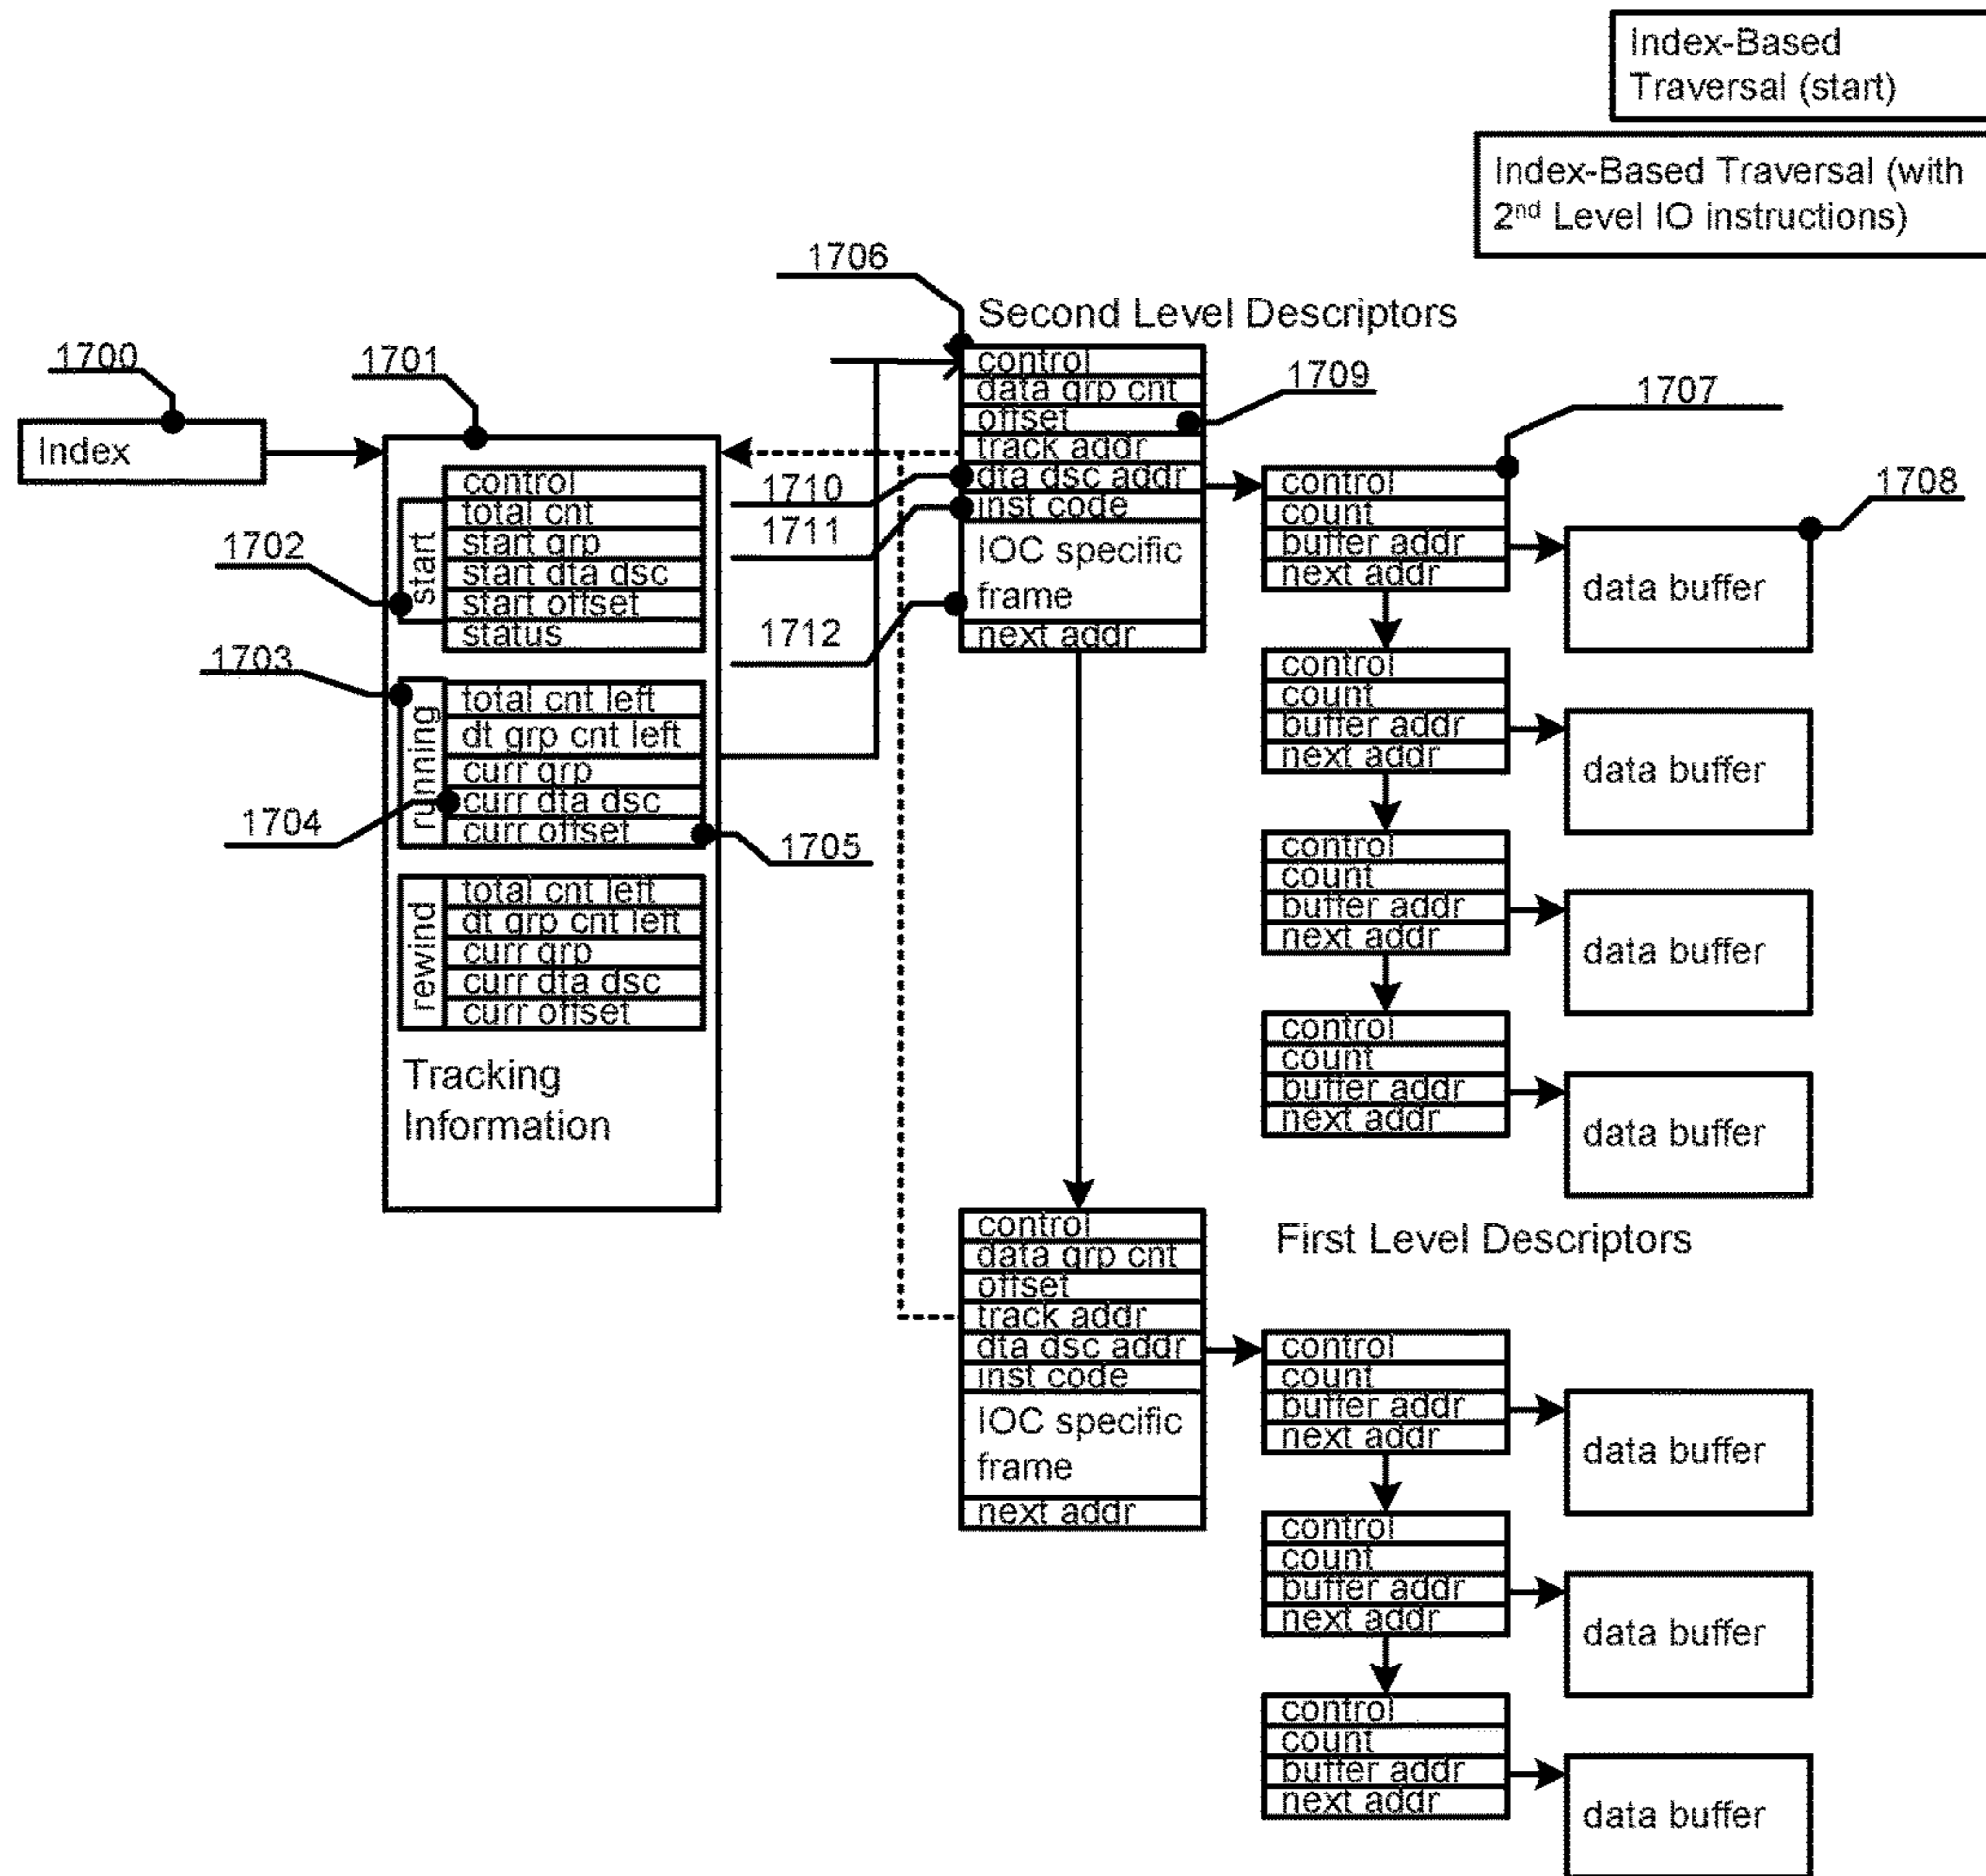 Index-Based
Traversal (start)
Index-Based Traversal (with
2nd Level IO instructions)
1706
Second Level Descriptors
1700
1701
Index
control
total cnt
start grp
start dta dsc
start offset
status
start
1702
1703
total cnt left
dt grp cnt left
curr grp
curr dta dsc
curr offset
running
1704
1705
total cnt left
dt grp cnt left
curr grp
curr dta dsc
curr offset
rewind
Tracking
Information
control
data grp cnt
offset
track addr
dta dsc addr
inst code
IOC specific
frame
next addr
1709
1710
1711
1712
1707
1708
control
count
buffer addr
next addr
data buffer
control
count
buffer addr
next addr
data buffer
control
count
buffer addr
next addr
data buffer
control
count
buffer addr
next addr
data buffer
control
data grp cnt
offset
track addr
dta dsc addr
inst code
IOC specific
frame
next addr
First Level Descriptors
control
count
buffer addr
next addr
data buffer
control
count
buffer addr
next addr
data buffer
control
count
buffer addr
next addr
data buffer